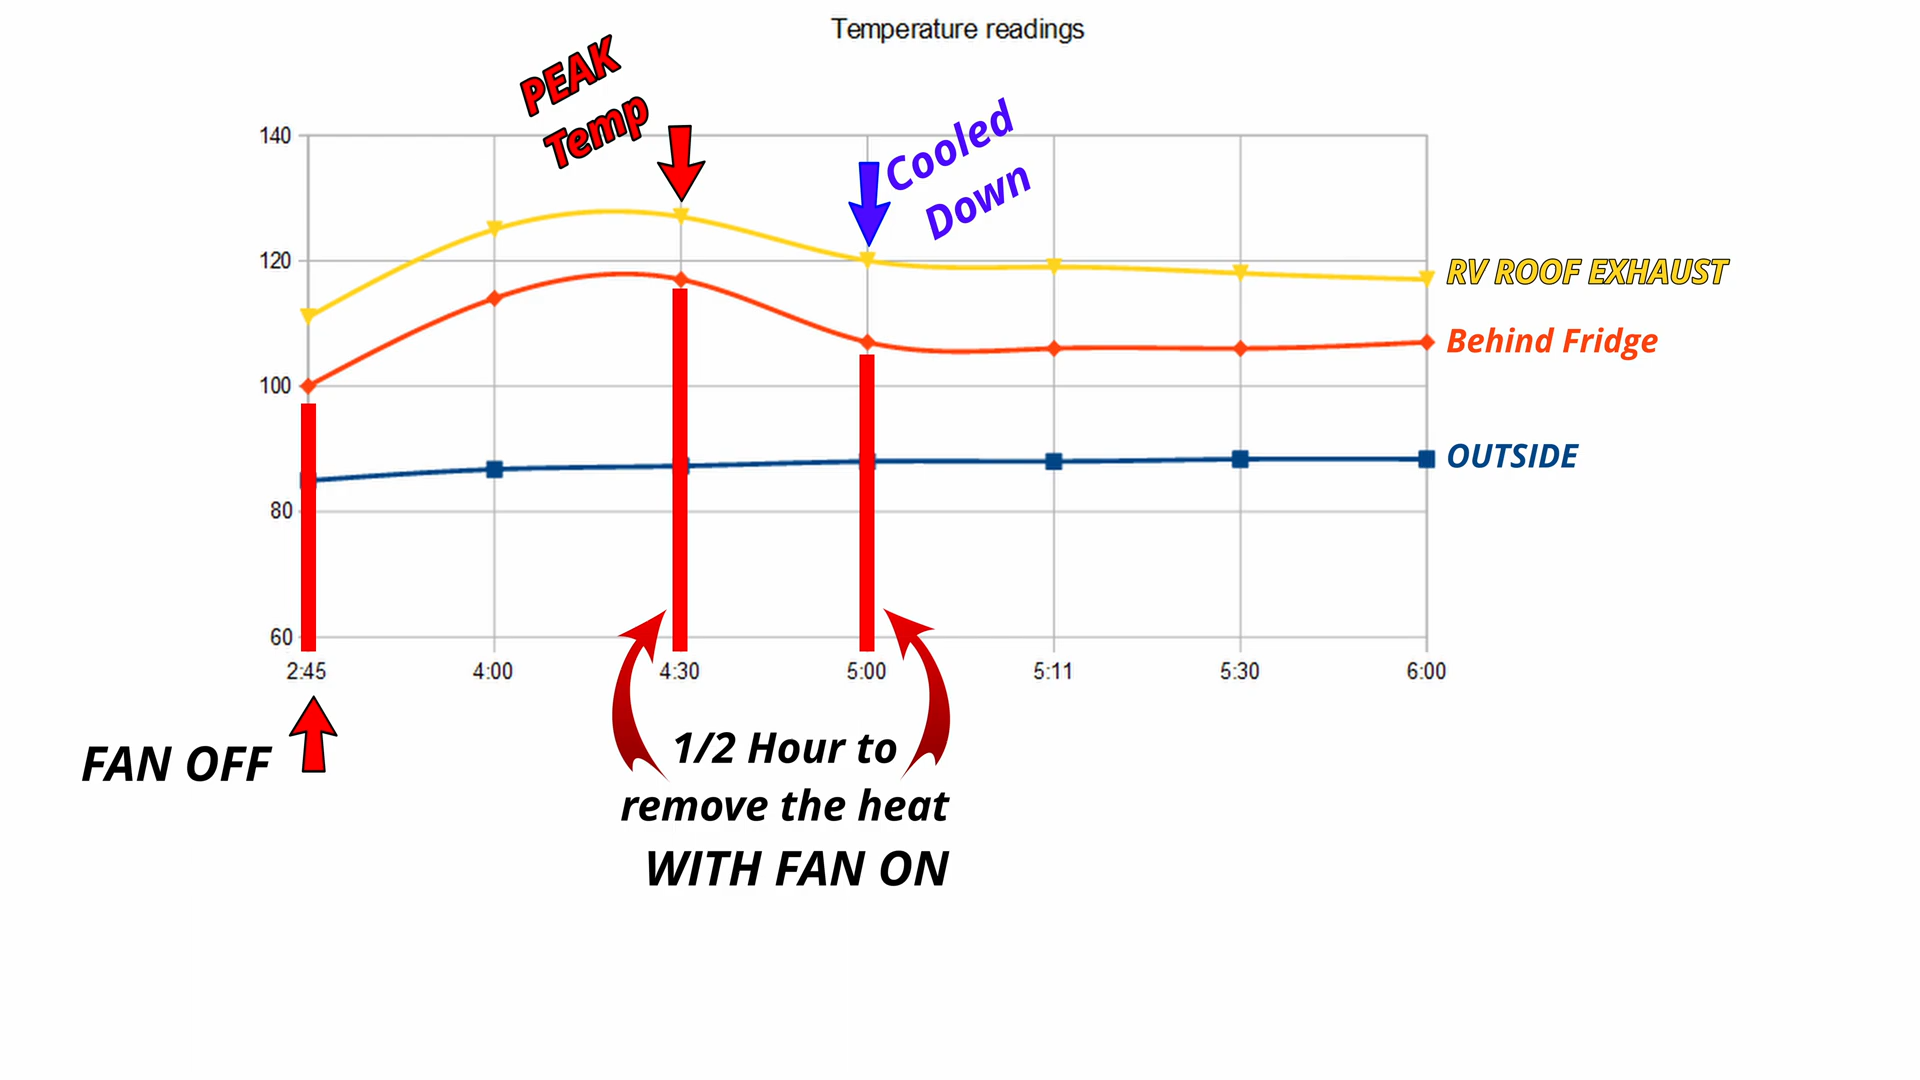 Temperature readings
PEAK
Temp
Cooled
Down
140
120
100
80
60
RV ROOF EXHAUST
Behind Fridge
OUTSIDE
2:45 4:00 4:30 5:00 5:11 5:30 6:00
FAN OFF
1/2 Hour to
remove the heat
WITH FAN ON